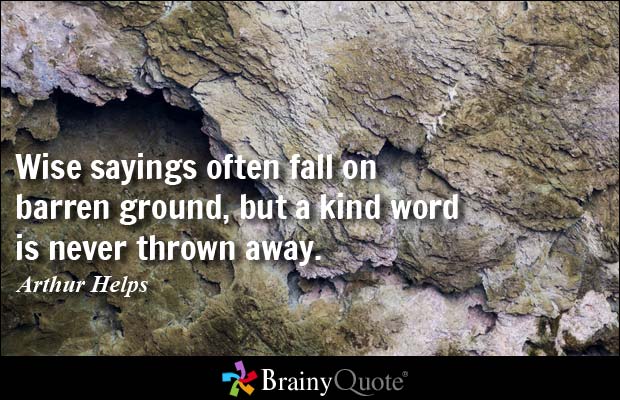 Wise sayings often fall on
barren ground, but a kind word
is never thrown away.
Arthur Helps
BrainyQuote®